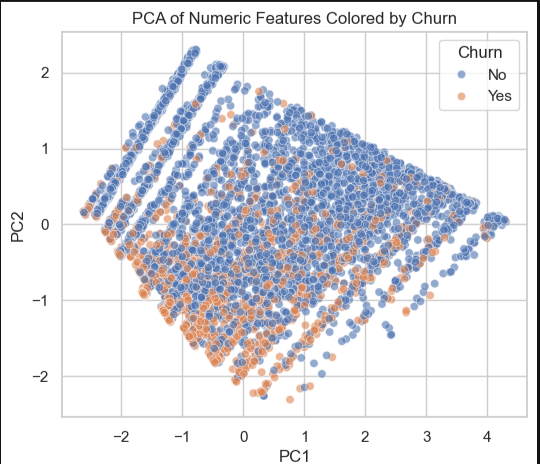 PCA of Numeric Features Colored by Churn
Churn
No
Yes
PC2
2
1
0
−1
−2
−2 −1 0 1 2 3 4
PC1